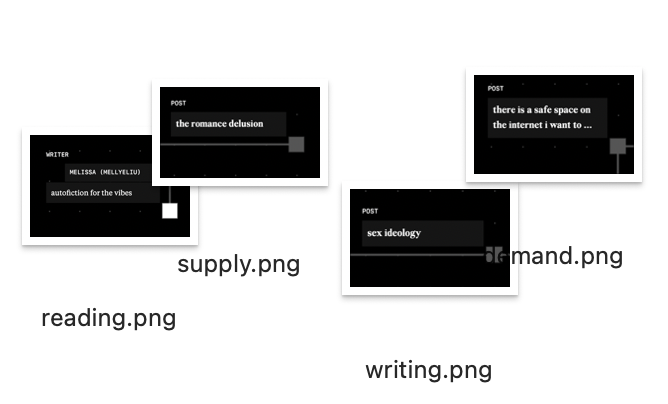 WRITER
MELISSA (MELLYELIU)
autofiction for the vibes
reading.png
POST
the romance delusion
supply.png
POST
sex ideology
writing.png
POST
there is a safe space on
the internet i want to ...
demand.png